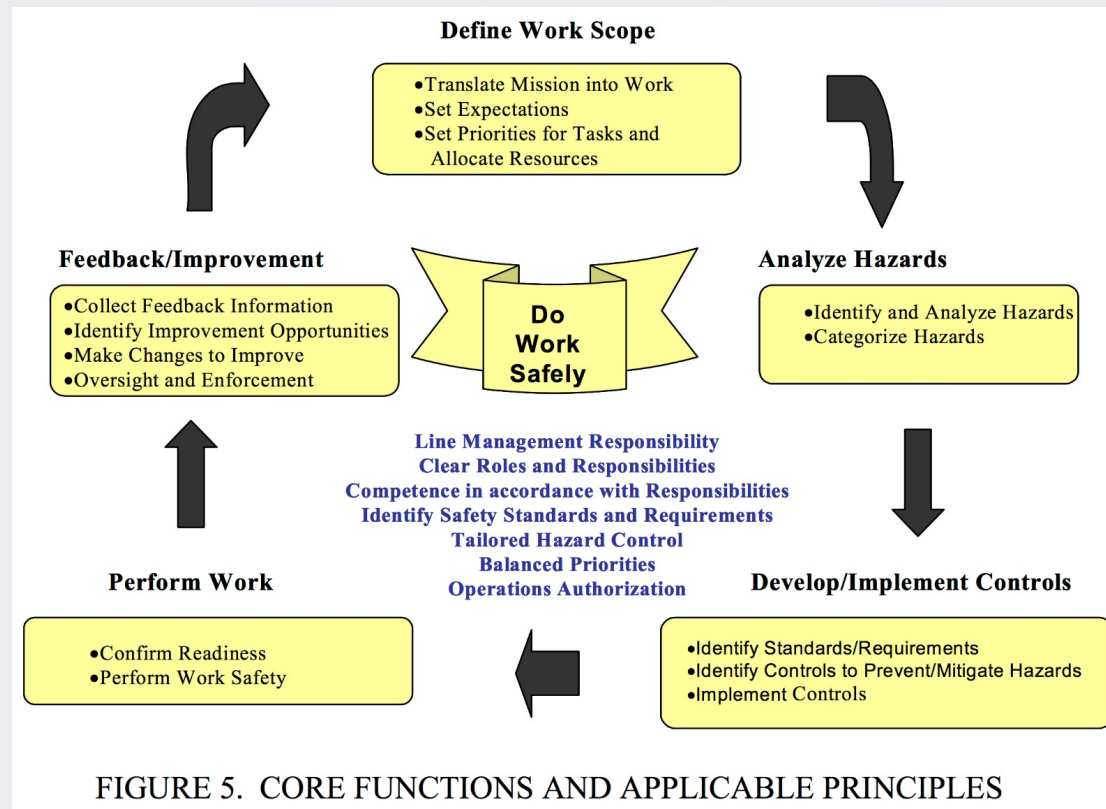 Define Work Scope
•Translate Mission into Work
•Set Expectations
•Set Priorities for Tasks and
Allocate Resources
Feedback/Improvement
•Collect Feedback Information
•Identify Improvement Opportunities
•Make Changes to Improve
•Oversight and Enforcement
Do
Work
Safely
Analyze Hazards
•Identify and Analyze Hazards
•Categorize Hazards
Line Management Responsibility
Clear Roles and Responsibilities
Competence in accordance with Responsibilities
Identify Safety Standards and Requirements
Tailored Hazard Control
Balanced Priorities
Operations Authorization
Perform Work
•Confirm Readiness
•Perform Work Safety
Develop/Implement Controls
•Identify Standards/Requirements
•Identify Controls to Prevent/Mitigate Hazards
•Implement Controls
FIGURE 5. CORE FUNCTIONS AND APPLICABLE PRINCIPLES